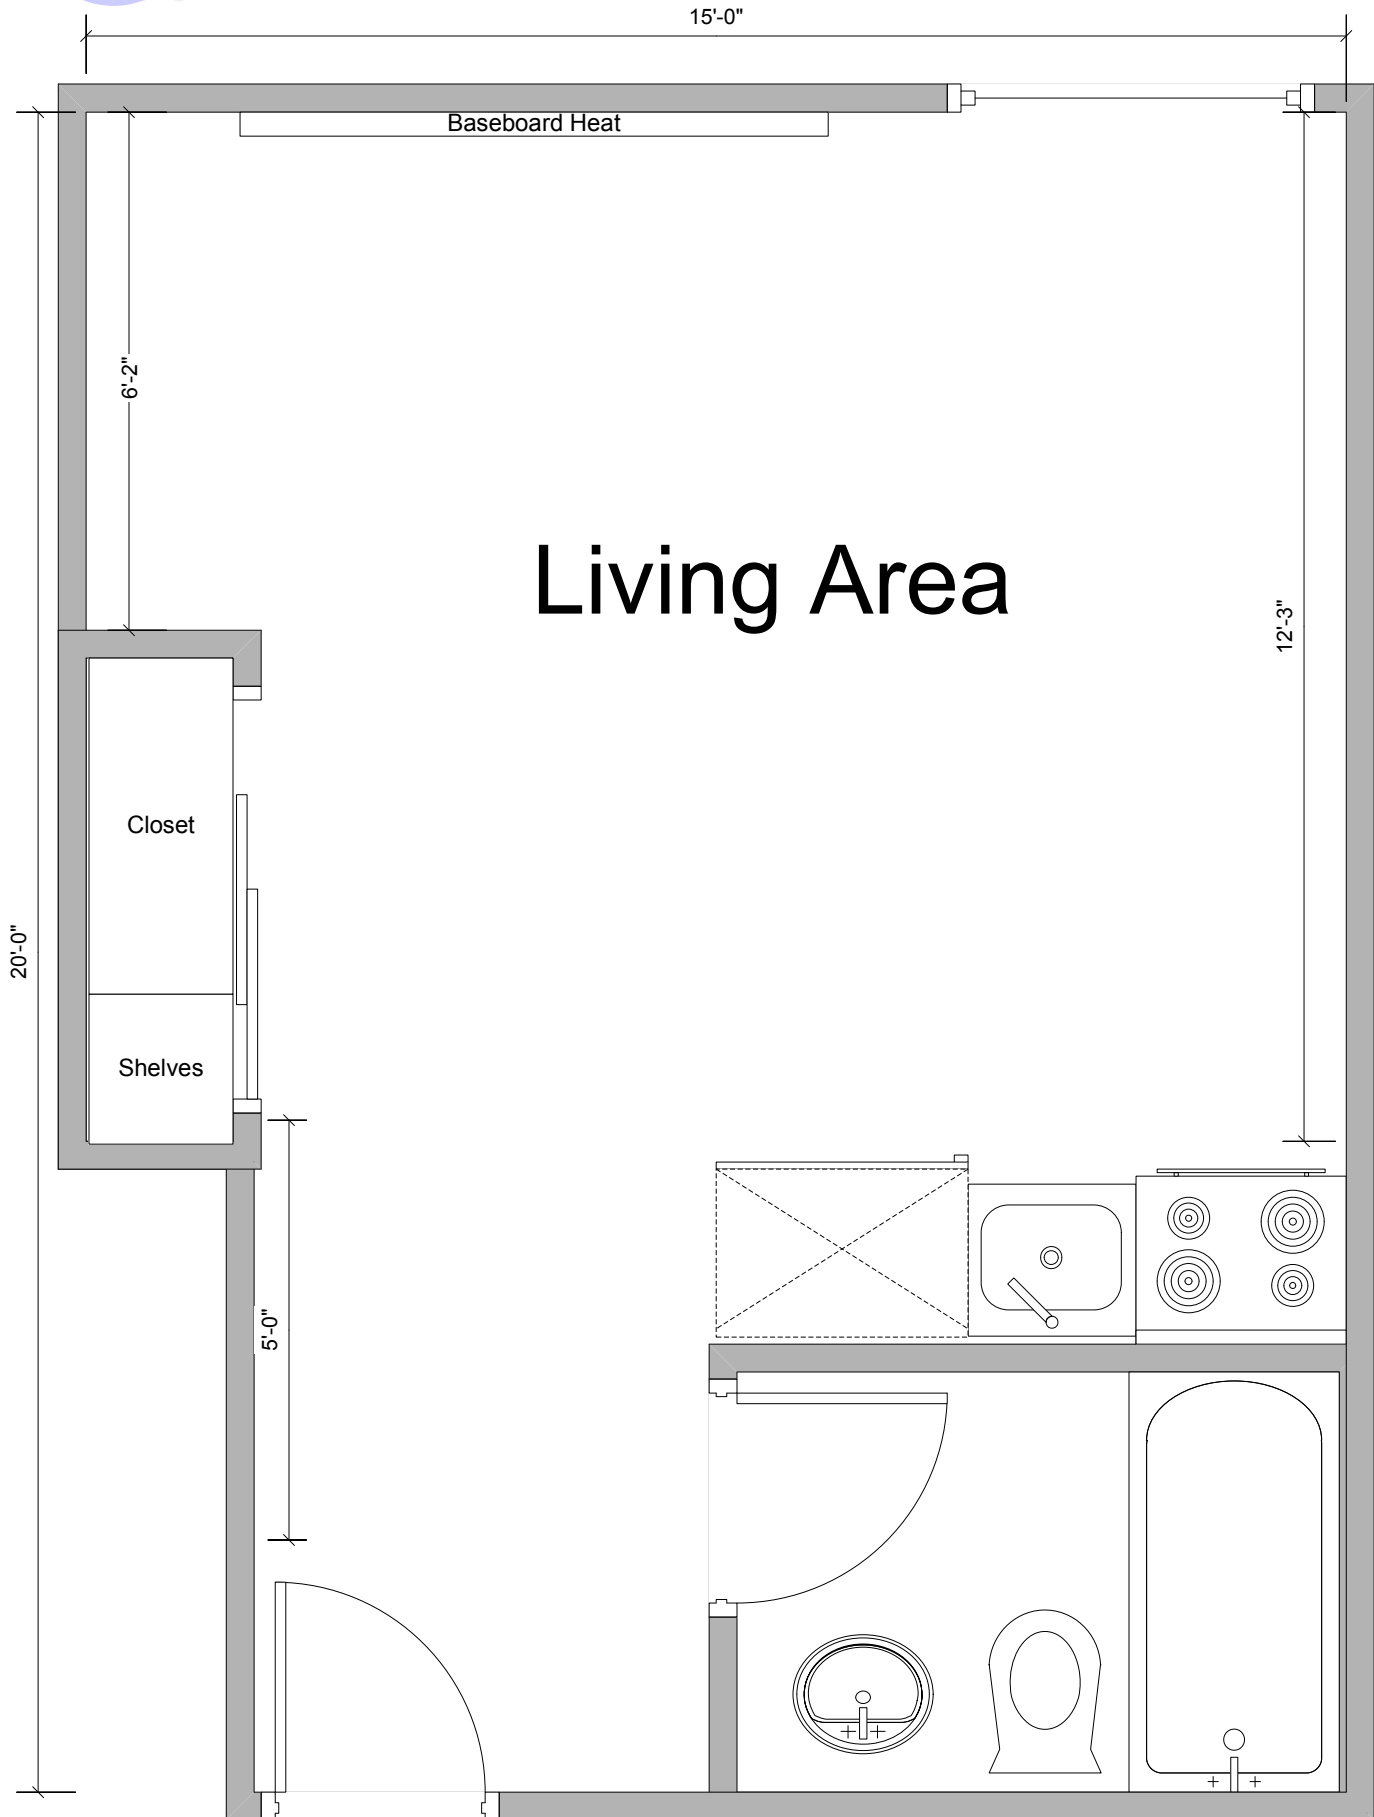 15'-0"
Baseboard Heat
6'-2"
Living Area
12'-3"
Closet
20'-0"
Shelves
5'-0"